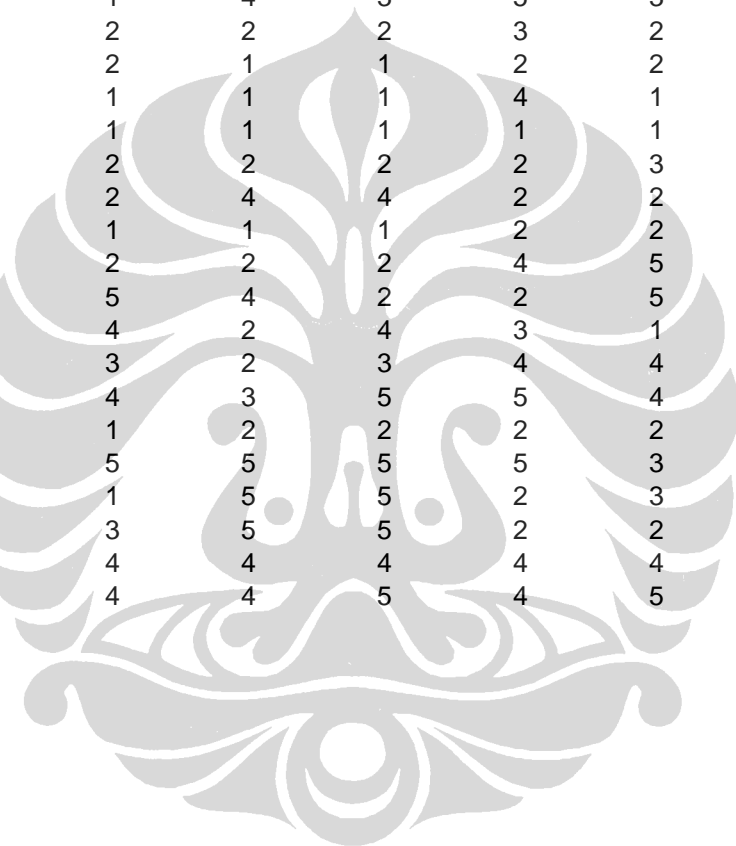 2 2 2 3 2
2 1 1 2 2
1 1 1 4 1
1 1 1 1 1
2 2 2 2 3
2 4 4 2 2
1 1 1 2 2
2 2 2 4 5
5 4 2 2 5
4 2 4 3 1
3 2 3 4 4
4 3 5 5 4
1 2 2 2 2
5 5 5 5 3
1 5 5 2 3
3 5 5 2 2
4 4 4 4 4
4 4 5 4 5